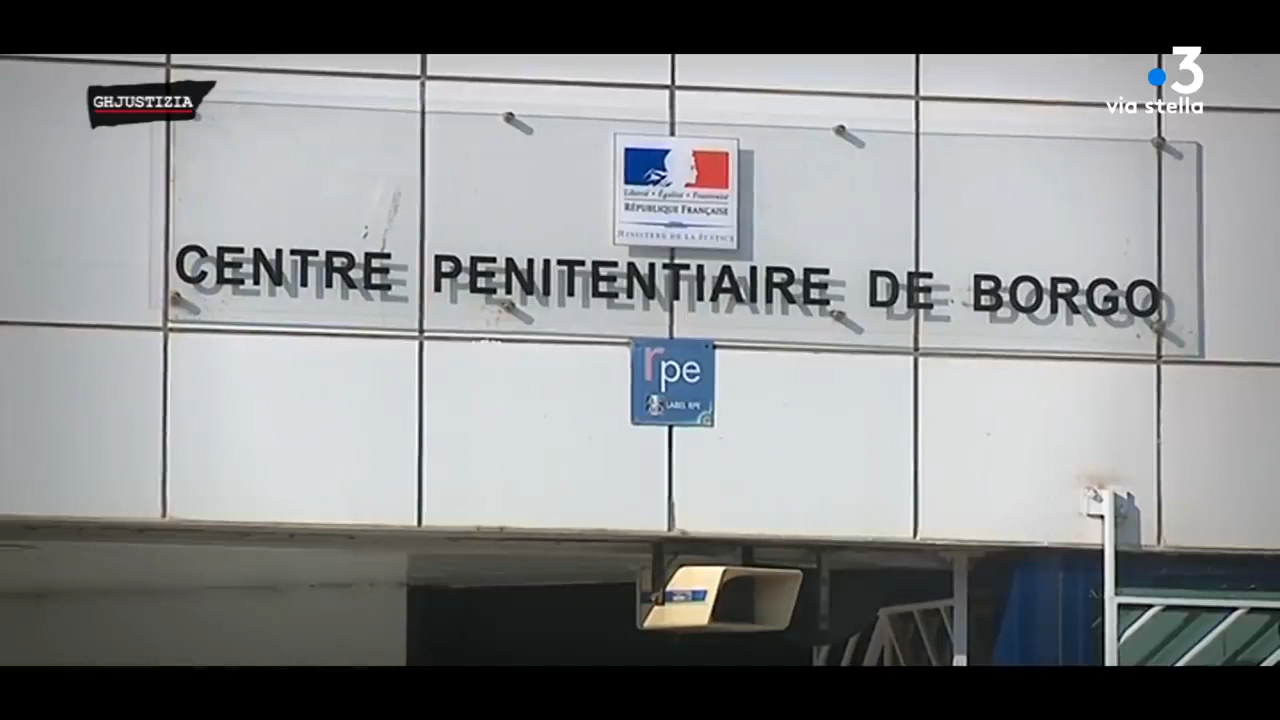 GHJUSTIZIA
3
via stella
Liberté • Égalité • Fraternité
RÉPUBLIQUE FRANÇAISE
MINISTÈRE DE LA JUSTICE
CENTRE PENITENTIAIRE DE BORGO
rpe
LABEL RPE